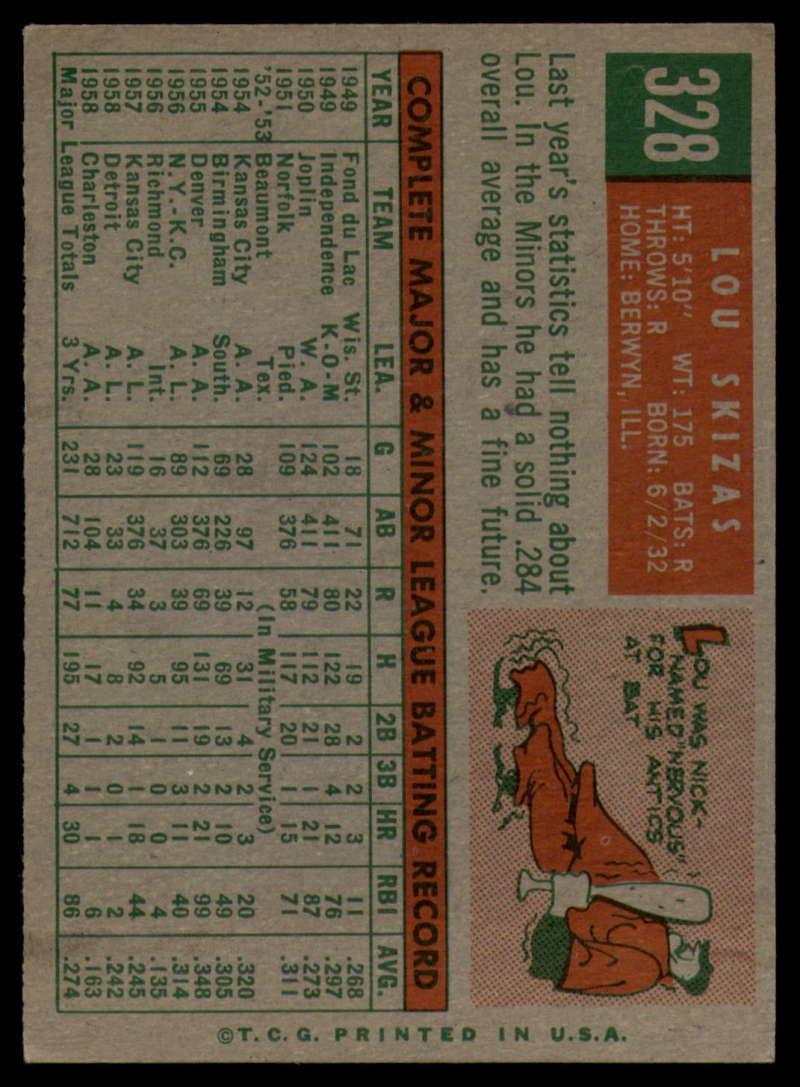 328
LOU SKIZAS
HT: 5'10" WT: 175 BATS: R
THROWS: R BORN: 6/2/32
HOME: BERWYN, ILL.
Last year's statistics tell nothing about
Lou. In the Minors he had a solid .284
overall average and has a fine future.
LOU WAS NICK-
NAMED "NERVOUS"
FOR HIS ANTICS
AT BAT
COMPLETE MAJOR & MINOR LEAGUE BATTING RECORD
YEAR TEAM LEA. G AB R H 2B 3B HR RBI AVG.
1949 Fond du Lac Wis. St. 18 71 22 19 2 2 3 11 .268
1949 Independence K-O-M 102 411 80 122 28 4 12 76 .297
1950 Joplin W. A. 124 411 79 112 21 1 21 87 .273
1951 Norfolk Pied. 109 376 58 117 20 1 15 71 .311
'52-'53 Beaumont Tex. (In Military Service)
1954 Kansas City A. A. 28 97 12 31 4 2 3 20 .320
1954 Birmingham South. 69 226 39 69 13 2 10 49 .305
1955 Denver A. A. 112 376 69 131 19 2 21 99 .348
1956 N.Y.-K.C. A. L. 89 303 39 95 11 3 11 40 .314
1956 Richmond Int. 16 37 3 5 1 0 0 4 .135
1957 Kansas City A. L. 119 376 34 92 14 1 18 44 .245
1958 Detroit A. L. 23 33 4 8 2 0 1 2 .242
1958 Charleston A. A. 28 104 11 17 1 1 1 6 .163
Major League Totals 3 Yrs. 231 712 77 195 27 4 30 86 .274
©T.C.G. PRINTED IN U.S.A.